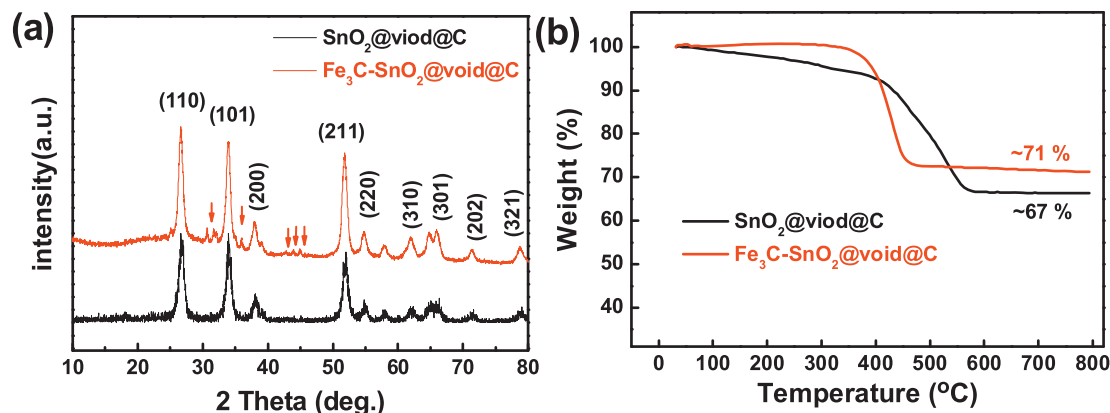 (a)
SnO2@viod@C
Fe3C-SnO2@void@C
(110)
(101)
(200)
(211)
(220)
(310)
(301)
(202)
(321)
intensity(a.u.)
10 20 30 40 50 60 70 80
2 Theta (deg.)
(b)
100
90
80
70
60
50
40
Weight (%)
~71 %
~67 %
SnO2@viod@C
Fe3C-SnO2@void@C
0 100 200 300 400 500 600 700 800
Temperature (oC)